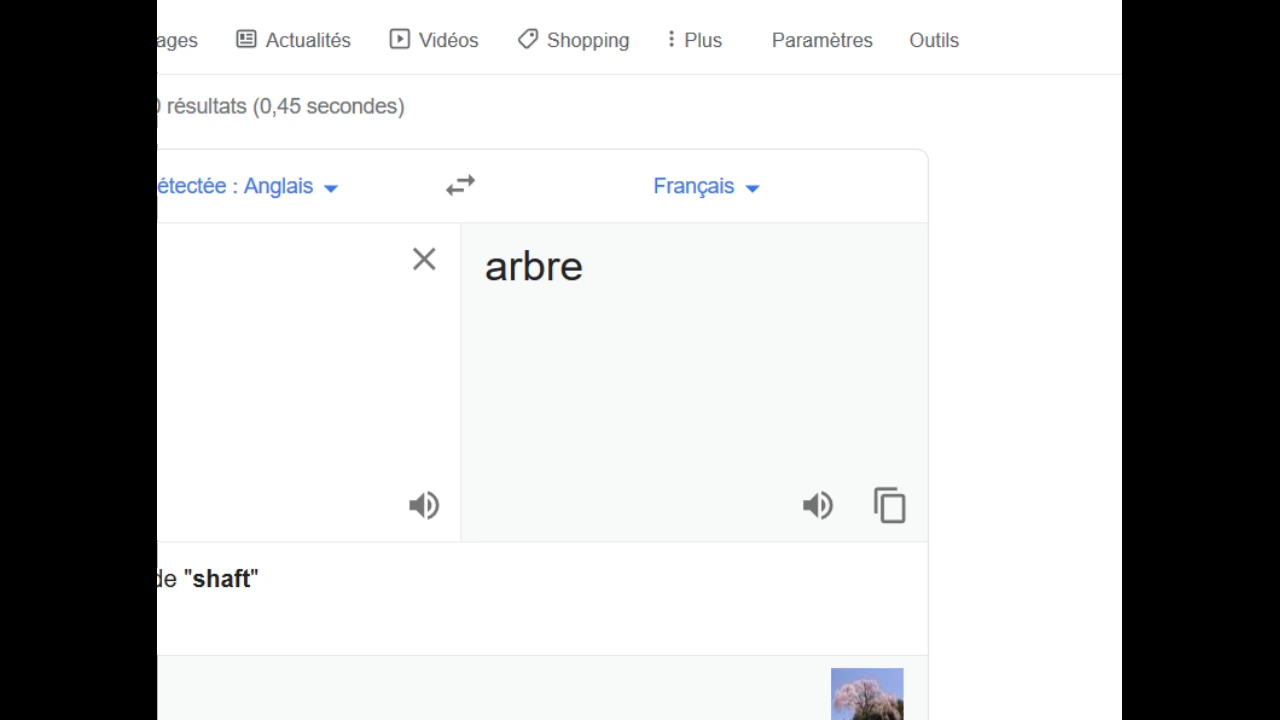 ages Actualités Vidéos Shopping Plus Paramètres Outils
résultats (0,45 secondes)
étectée : Anglais Français
arbre
de "shaft"